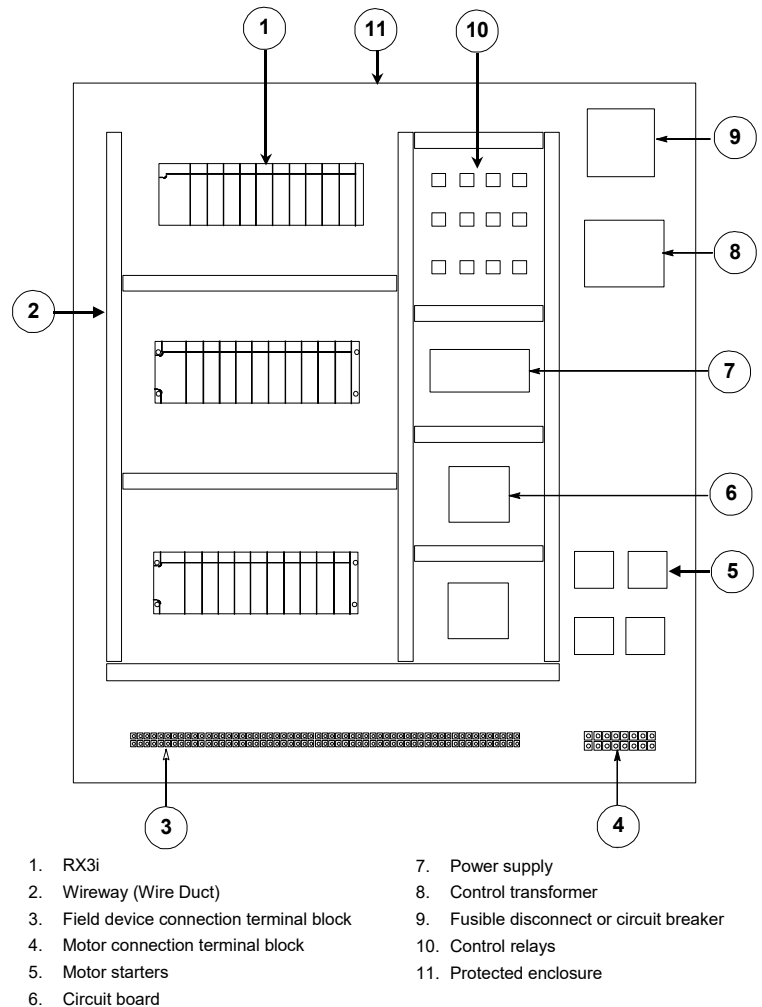 1
11
10
9
8
2
7
6
5
3
4
1. RX3i
2. Wireway (Wire Duct)
3. Field device connection terminal block
4. Motor connection terminal block
5. Motor starters
6. Circuit board
7. Power supply
8. Control transformer
9. Fusible disconnect or circuit breaker
10. Control relays
11. Protected enclosure